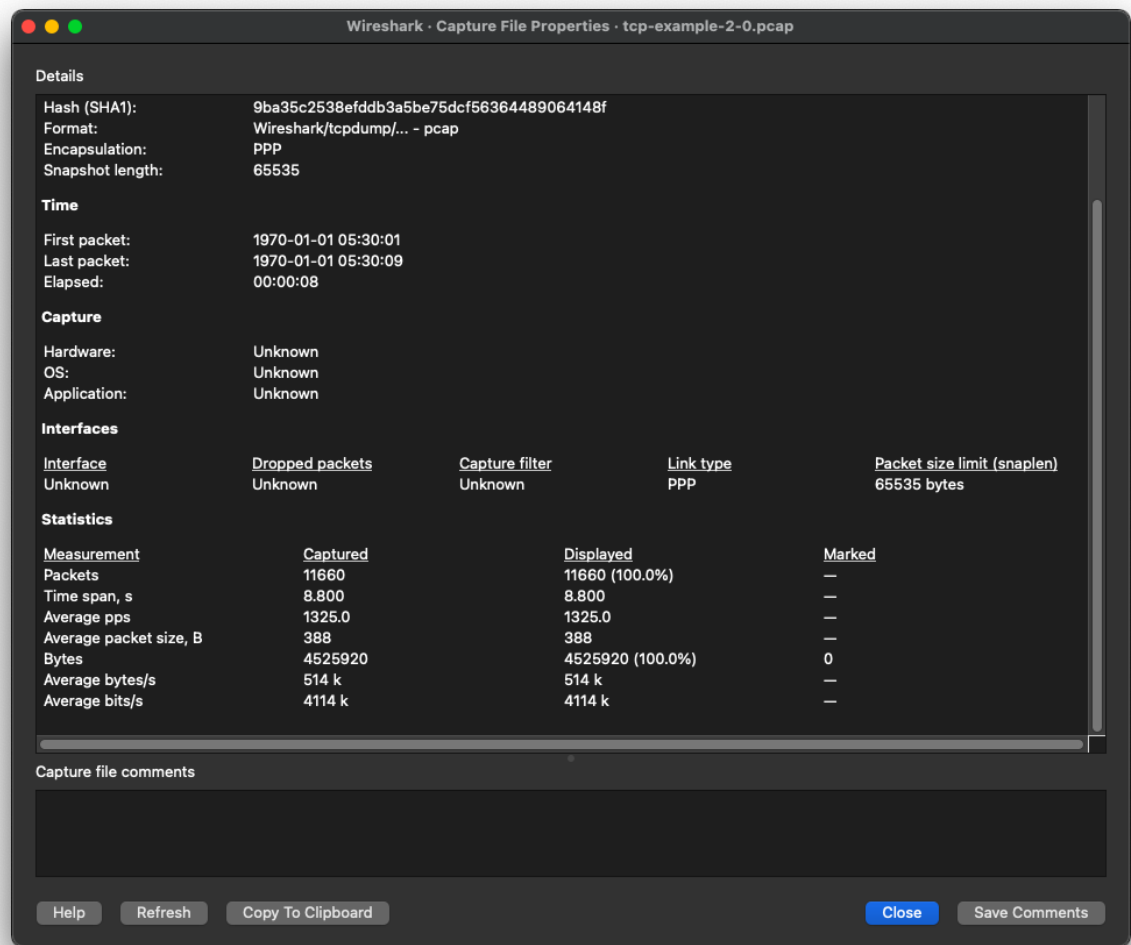 Wireshark · Capture File Properties · tcp-example-2-0.pcap
Details
Hash (SHA1): 9ba35c2538efddb3a5be75dcf56364489064148f
Format: Wireshark/tcpdump/... - pcap
Encapsulation: PPP
Snapshot length: 65535
Time
First packet: 1970-01-01 05:30:01
Last packet: 1970-01-01 05:30:09
Elapsed: 00:00:08
Capture
Hardware: Unknown
OS: Unknown
Application: Unknown
Interfaces
Interface Dropped packets Capture filter Link type Packet size limit (snaplen)
Unknown Unknown Unknown PPP 65535 bytes
Statistics
Measurement Captured Displayed Marked
Packets 11660 11660 (100.0%) —
Time span, s 8.800 8.800 —
Average pps 1325.0 1325.0 —
Average packet size, B 388 388 —
Bytes 4525920 4525920 (100.0%) 0
Average bytes/s 514 k 514 k —
Average bits/s 4114 k 4114 k —
Capture file comments
Help Refresh Copy To Clipboard Close Save Comments